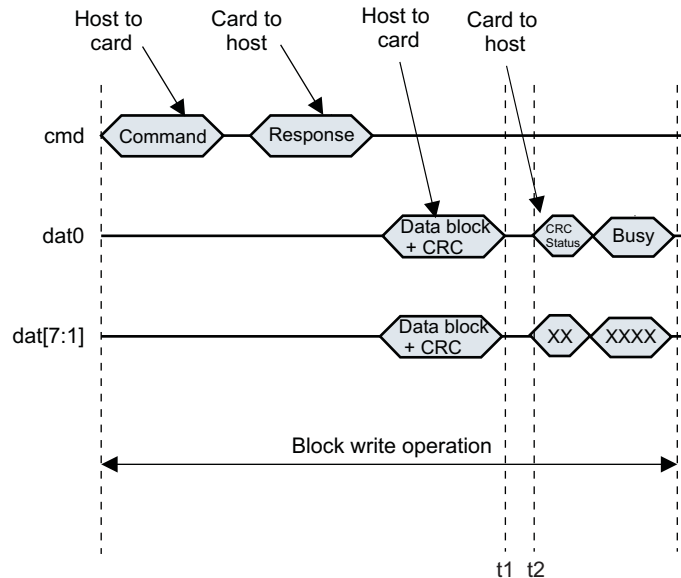 Host to
card
Card to
host
Host to
card
Card to
host
cmd
Command
Response
dat0
Data block
+ CRC
CRC
Status
Busy
dat[7:1]
Data block
+ CRC
XX
XXXX
Block write operation
t1
t2